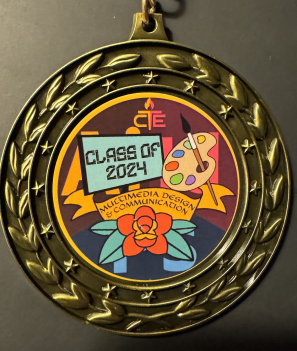 CTE
CLASS OF
2024
MULTIMEDIA DESIGN
& COMMUNICATION